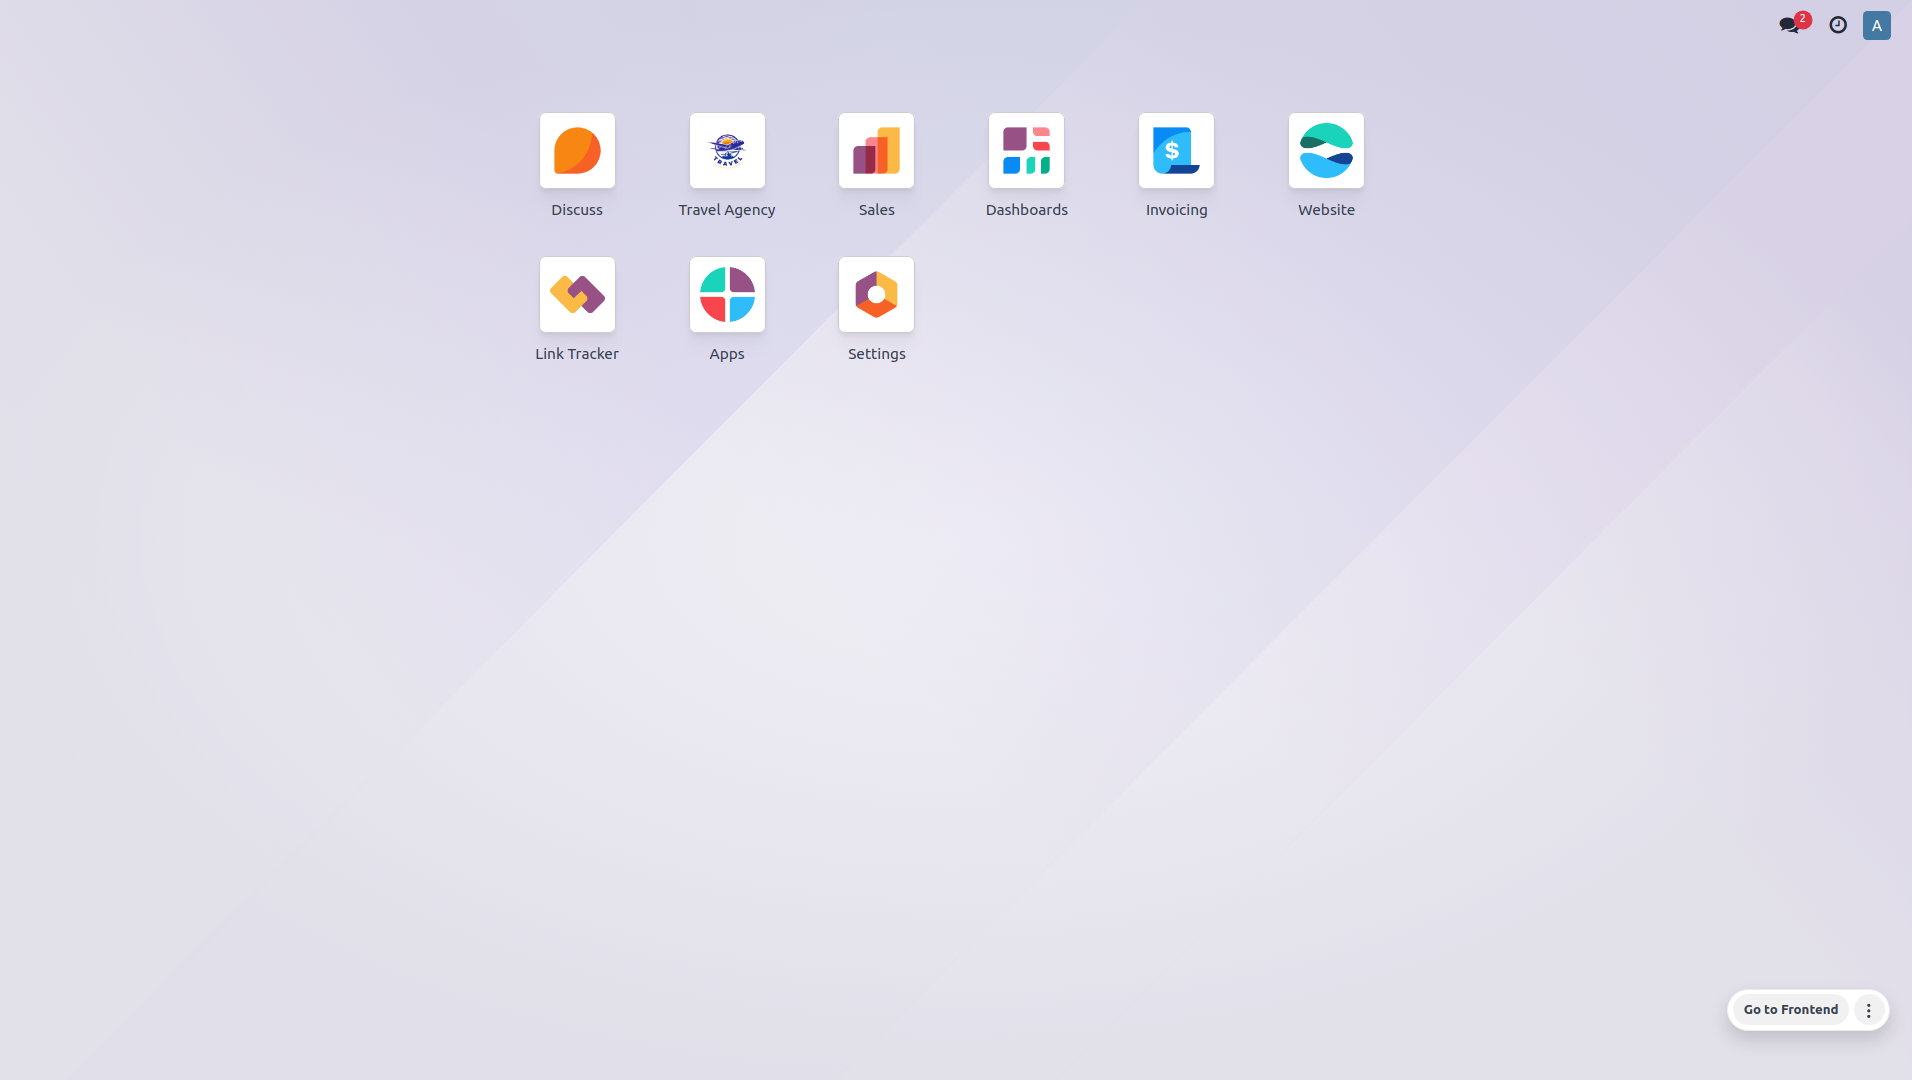 2
A
Discuss
Travel Agency
Sales
Dashboards
Invoicing
Website
TRAVEL
$
Link Tracker
Apps
Settings
Go to Frontend